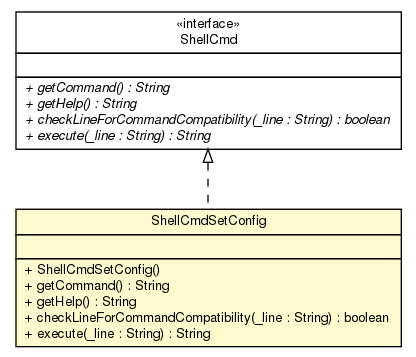 «interface»
ShellCmd
+ getCommand() : String
+ getHelp() : String
+ checkLineForCommandCompatibility(_line : String) : boolean
+ execute(_line : String) : String
ShellCmdSetConfig
+ ShellCmdSetConfig()
+ getCommand() : String
+ getHelp() : String
+ checkLineForCommandCompatibility(_line : String) : boolean
+ execute(_line : String) : String